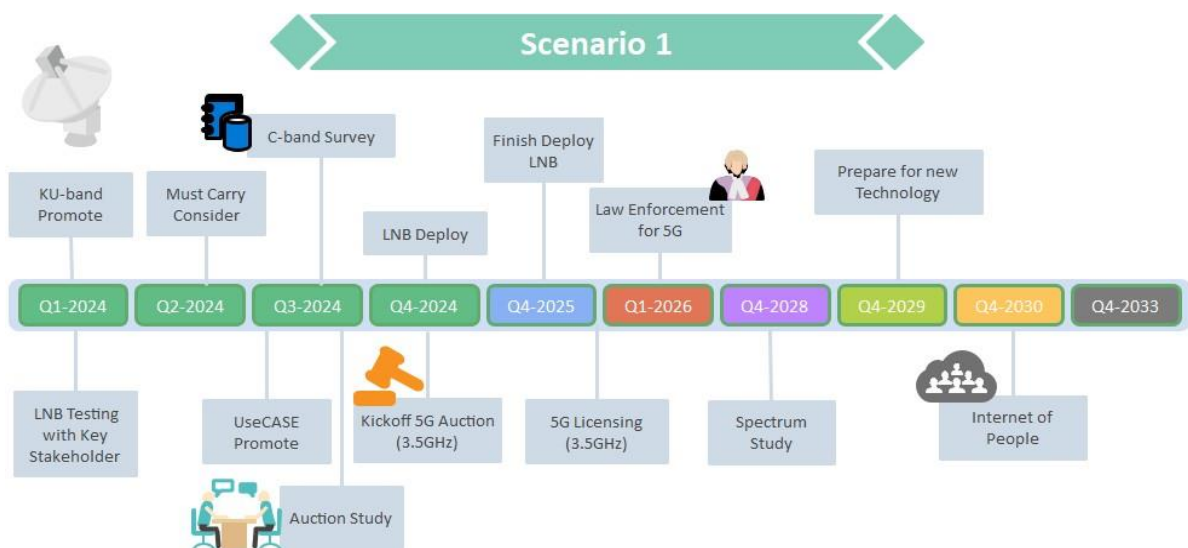 Scenario 1
C-band Survey
Finish Deploy
LNB
Prepare for new
Technology
KU-band
Promote
Must Carry
Consider
Law Enforcement
for 5G
LNB Deploy
Q1-2024
Q2-2024
Q3-2024
Q4-2024
Q4-2025
Q1-2026
Q4-2028
Q4-2029
Q4-2030
Q4-2033
LNB Testing
with Key
Stakeholder
UseCASE
Promote
Kickoff 5G Auction
(3.5GHz)
5G Licensing
(3.5GHz)
Spectrum
Study
Internet of
People
Auction Study